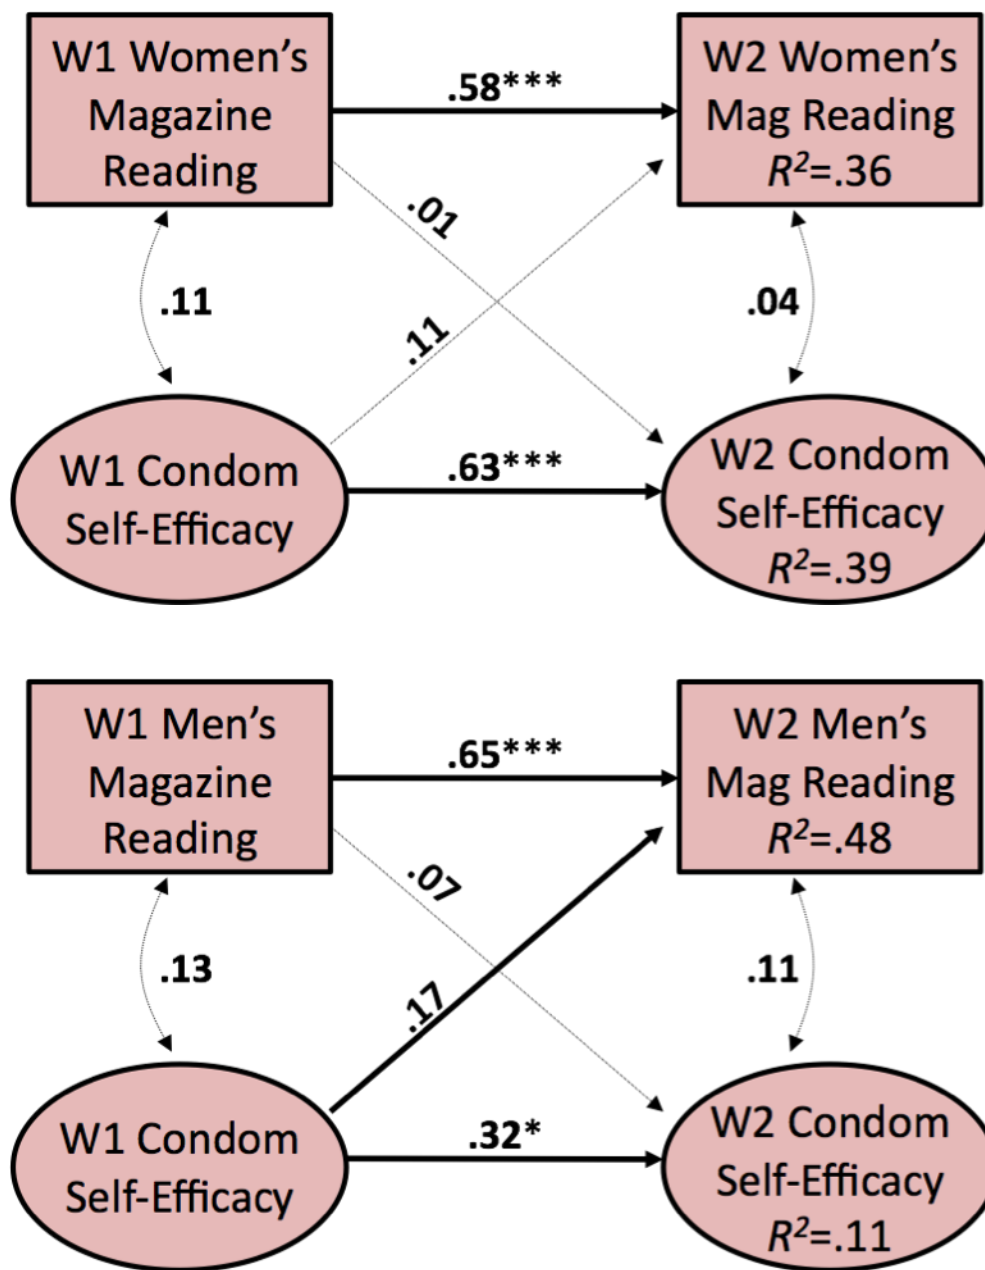 W1 Women's
Magazine
Reading
.58***
W2 Women's
Mag Reading
R²=.36
.01
.11
.11
.04
W1 Condom
Self-Efficacy
.63***
W2 Condom
Self-Efficacy
R²=.39
W1 Men's
Magazine
Reading
.65***
W2 Men's
Mag Reading
R²=.48
.07
.13
.17
.11
W1 Condom
Self-Efficacy
.32*
W2 Condom
Self-Efficacy
R²=.11